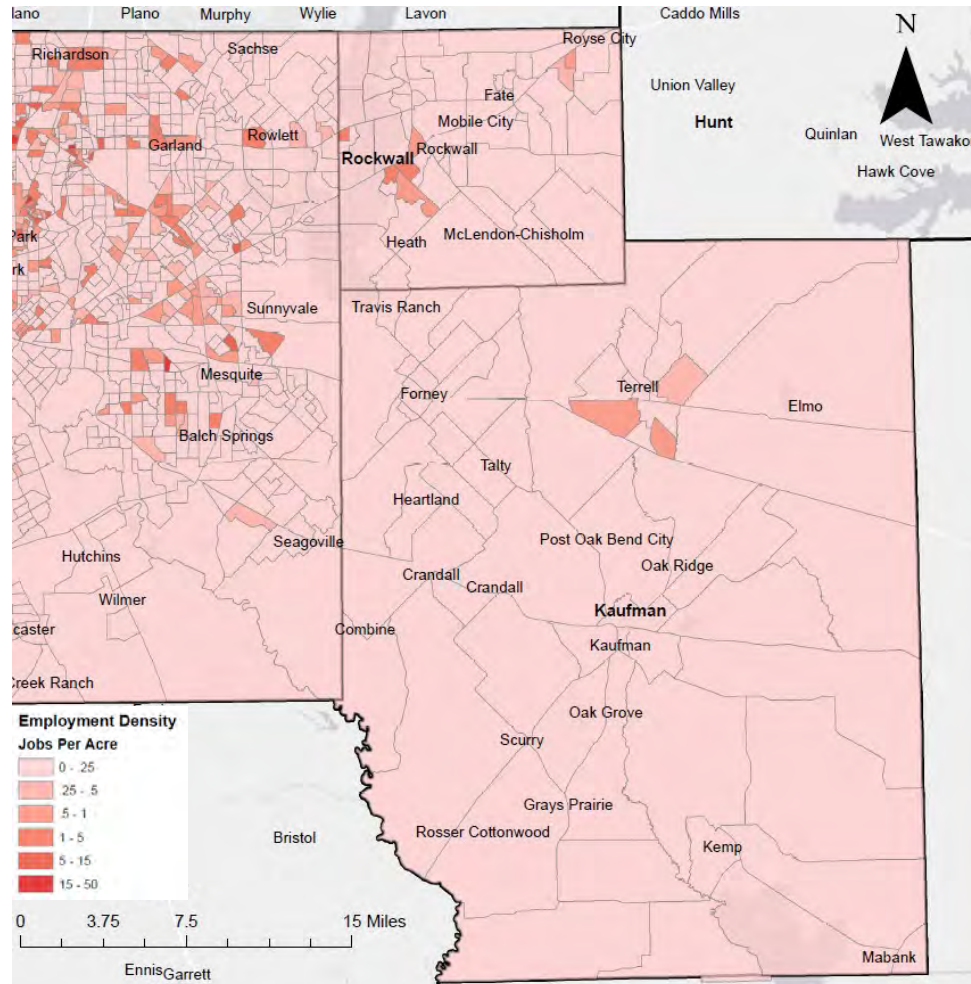 lano
Plano
Murphy
Wylie
Lavon
Caddo Mills
N
Richardson
Sachse
Royse City
Union Valley
Fate
Hunt
Mobile City
Quinlan
West Tawakon
Garland
Rowlett
Rockwall
Rockwall
Hawk Cove
Park
Heath
McLendon-Chisholm
rk
Sunnyvale
Travis Ranch
Mesquite
Terrell
Forney
Elmo
Balch Springs
Talty
Heartland
Seagoville
Post Oak Bend City
Hutchins
Oak Ridge
Crandall
Crandall
Wilmer
Kaufman
caster
Combine
Kaufman
Creek Ranch
Oak Grove
Employment Density
Jobs Per Acre
0 - .25
.25 - .5
.5 - 1
1 - 5
5 - 15
15 - 50
Scurry
Grays Prairie
Bristol
Rosser Cottonwood
Kemp
0 3.75 7.5 15 Miles
Mabank
Ennis
Garrett